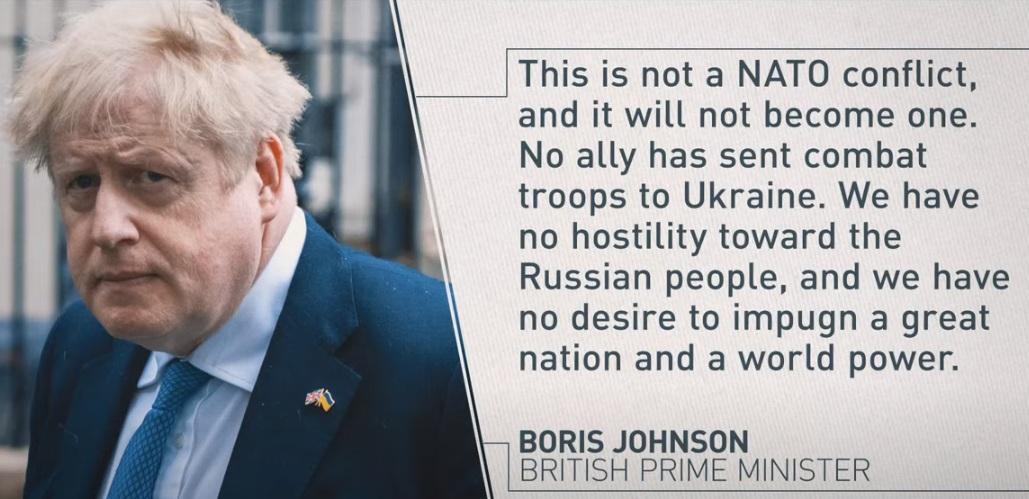 This is not a NATO conflict,
and it will not become one.
No ally has sent combat
troops to Ukraine. We have
no hostility toward the
Russian people, and we have
no desire to impugn a great
nation and a world power.
BORIS JOHNSON
BRITISH PRIME MINISTER